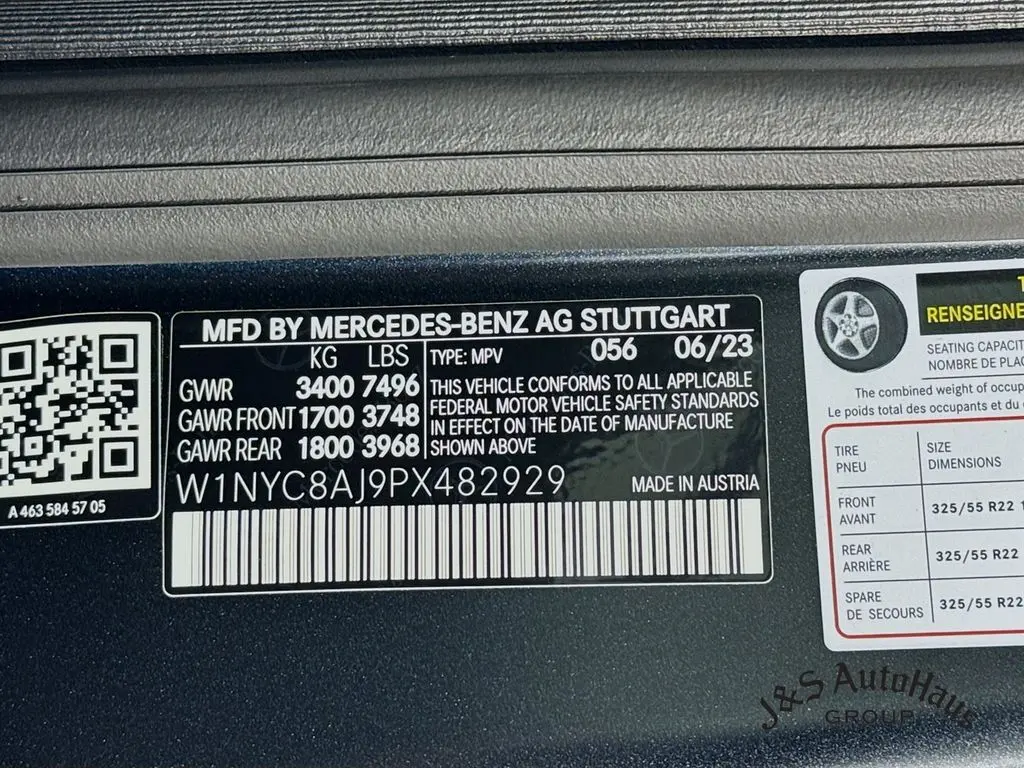 MFD BY MERCEDES-BENZ AG STUTTGART
KG LBS
GVWR 3400 7496
GAWR FRONT 1700 3748
GAWR REAR 1800 3968
TYPE: MPV 056 06/23
THIS VEHICLE CONFORMS TO ALL APPLICABLE
FEDERAL MOTOR VEHICLE SAFETY STANDARDS
IN EFFECT ON THE DATE OF MANUFACTURE
SHOWN ABOVE
W1NYC8AJ9PX482929 MADE IN AUSTRIA
A 463 584 57 05
SEATING
NOMBRE DE
The combined weight of
Le poids total des occupants et du
TIRE SIZE
PNEU DIMENSIONS
FRONT 325/55 R22
AVANT
REAR 325/55 R22
ARRIÈRE
SPARE 325/55 R22
DE SECOURS
J&S AutoHaus
GROUP